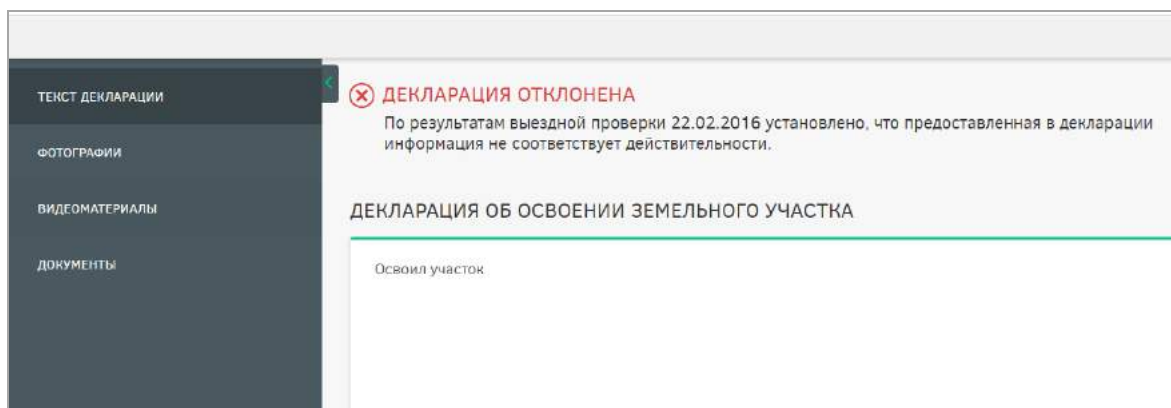 ТЕКСТ ДЕКЛАРАЦИИ
ФОТОГРАФИИ
ВИДЕОМАТЕРИАЛЫ
ДОКУМЕНТЫ
ДЕКЛАРАЦИЯ ОТКЛОНЕНА
По результатам выездной проверки 22.02.2016 установлено, что предоставленная в декларации
информация не соответствует действительности.
ДЕКЛАРАЦИЯ ОБ ОСВОЕНИИ ЗЕМЕЛЬНОГО УЧАСТКА
Освоил участок